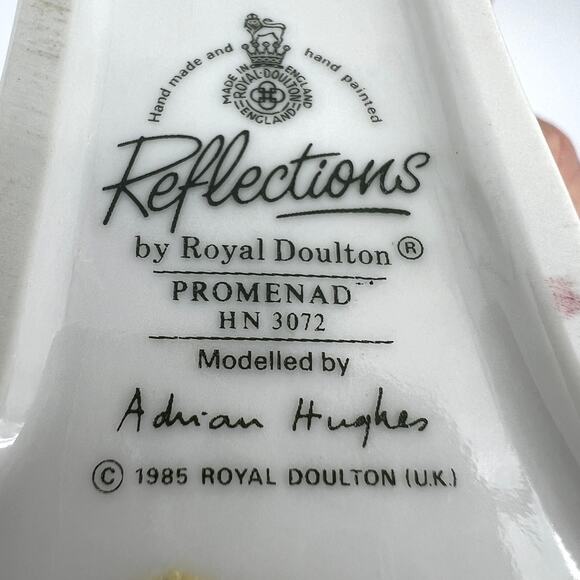 Hand made and hand painted
MADE IN ENGLAND
ROYAL·DOULTON
ENGLAND
Reflections
by Royal Doulton ®
PROMENAD
HN 3072
Modelled by
Adrian Hughes
© 1985 ROYAL DOULTON (U.K.)